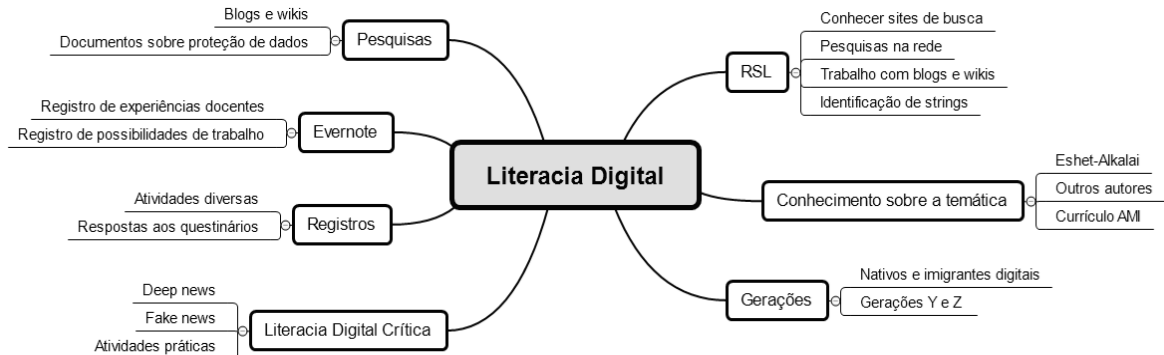 Literacia Digital
Pesquisas
Blogs e wikis
Documentos sobre proteção de dados
Evernote
Registro de experiências docentes
Registro de possibilidades de trabalho
Registros
Atividades diversas
Respostas aos questinários
Literacia Digital Crítica
Deep news
Fake news
Atividades práticas
RSL
Conhecer sites de busca
Pesquisas na rede
Trabalho com blogs e wikis
Identificação de strings
Conhecimento sobre a temática
Eshet-Alkalai
Outros autores
Currículo AMI
Gerações
Nativos e imigrantes digitais
Gerações Y e Z